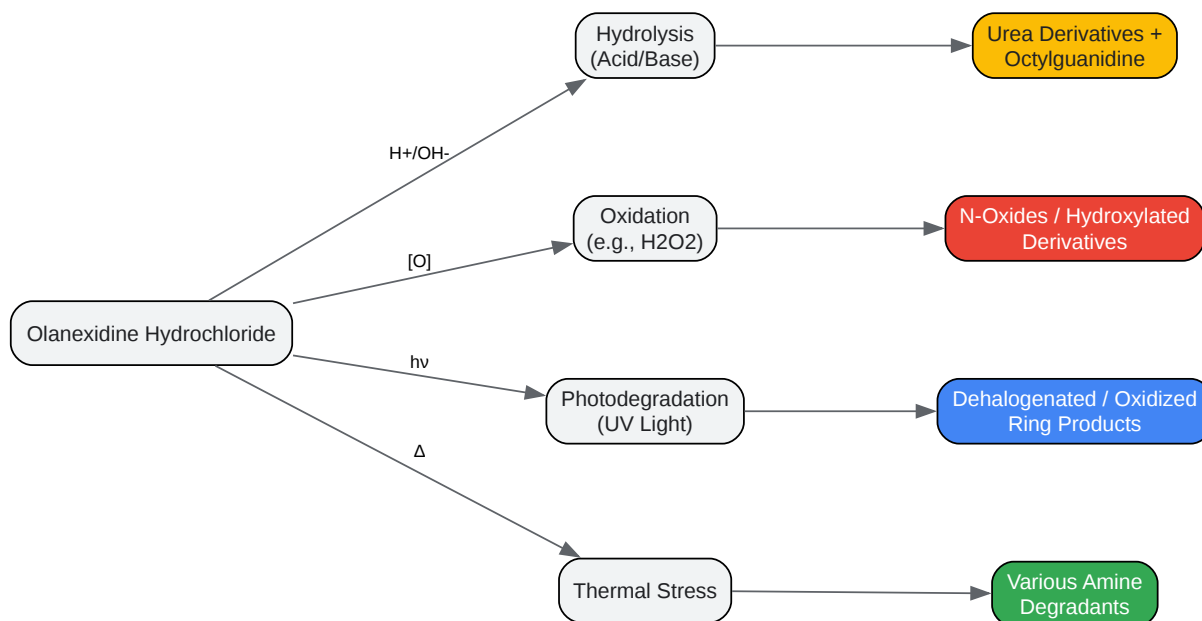 Hydrolysis
(Acid/Base)
Urea Derivatives +
Octylguanidine
H+/OH-
Oxidation
(e.g., H2O2)
N-Oxides / Hydroxylated
Derivatives
[O]
Olanexidine Hydrochloride
hν
Photodegradation
(UV Light)
Dehalogenated / Oxidized
Ring Products
Δ
Thermal Stress
Various Amine
Degradants